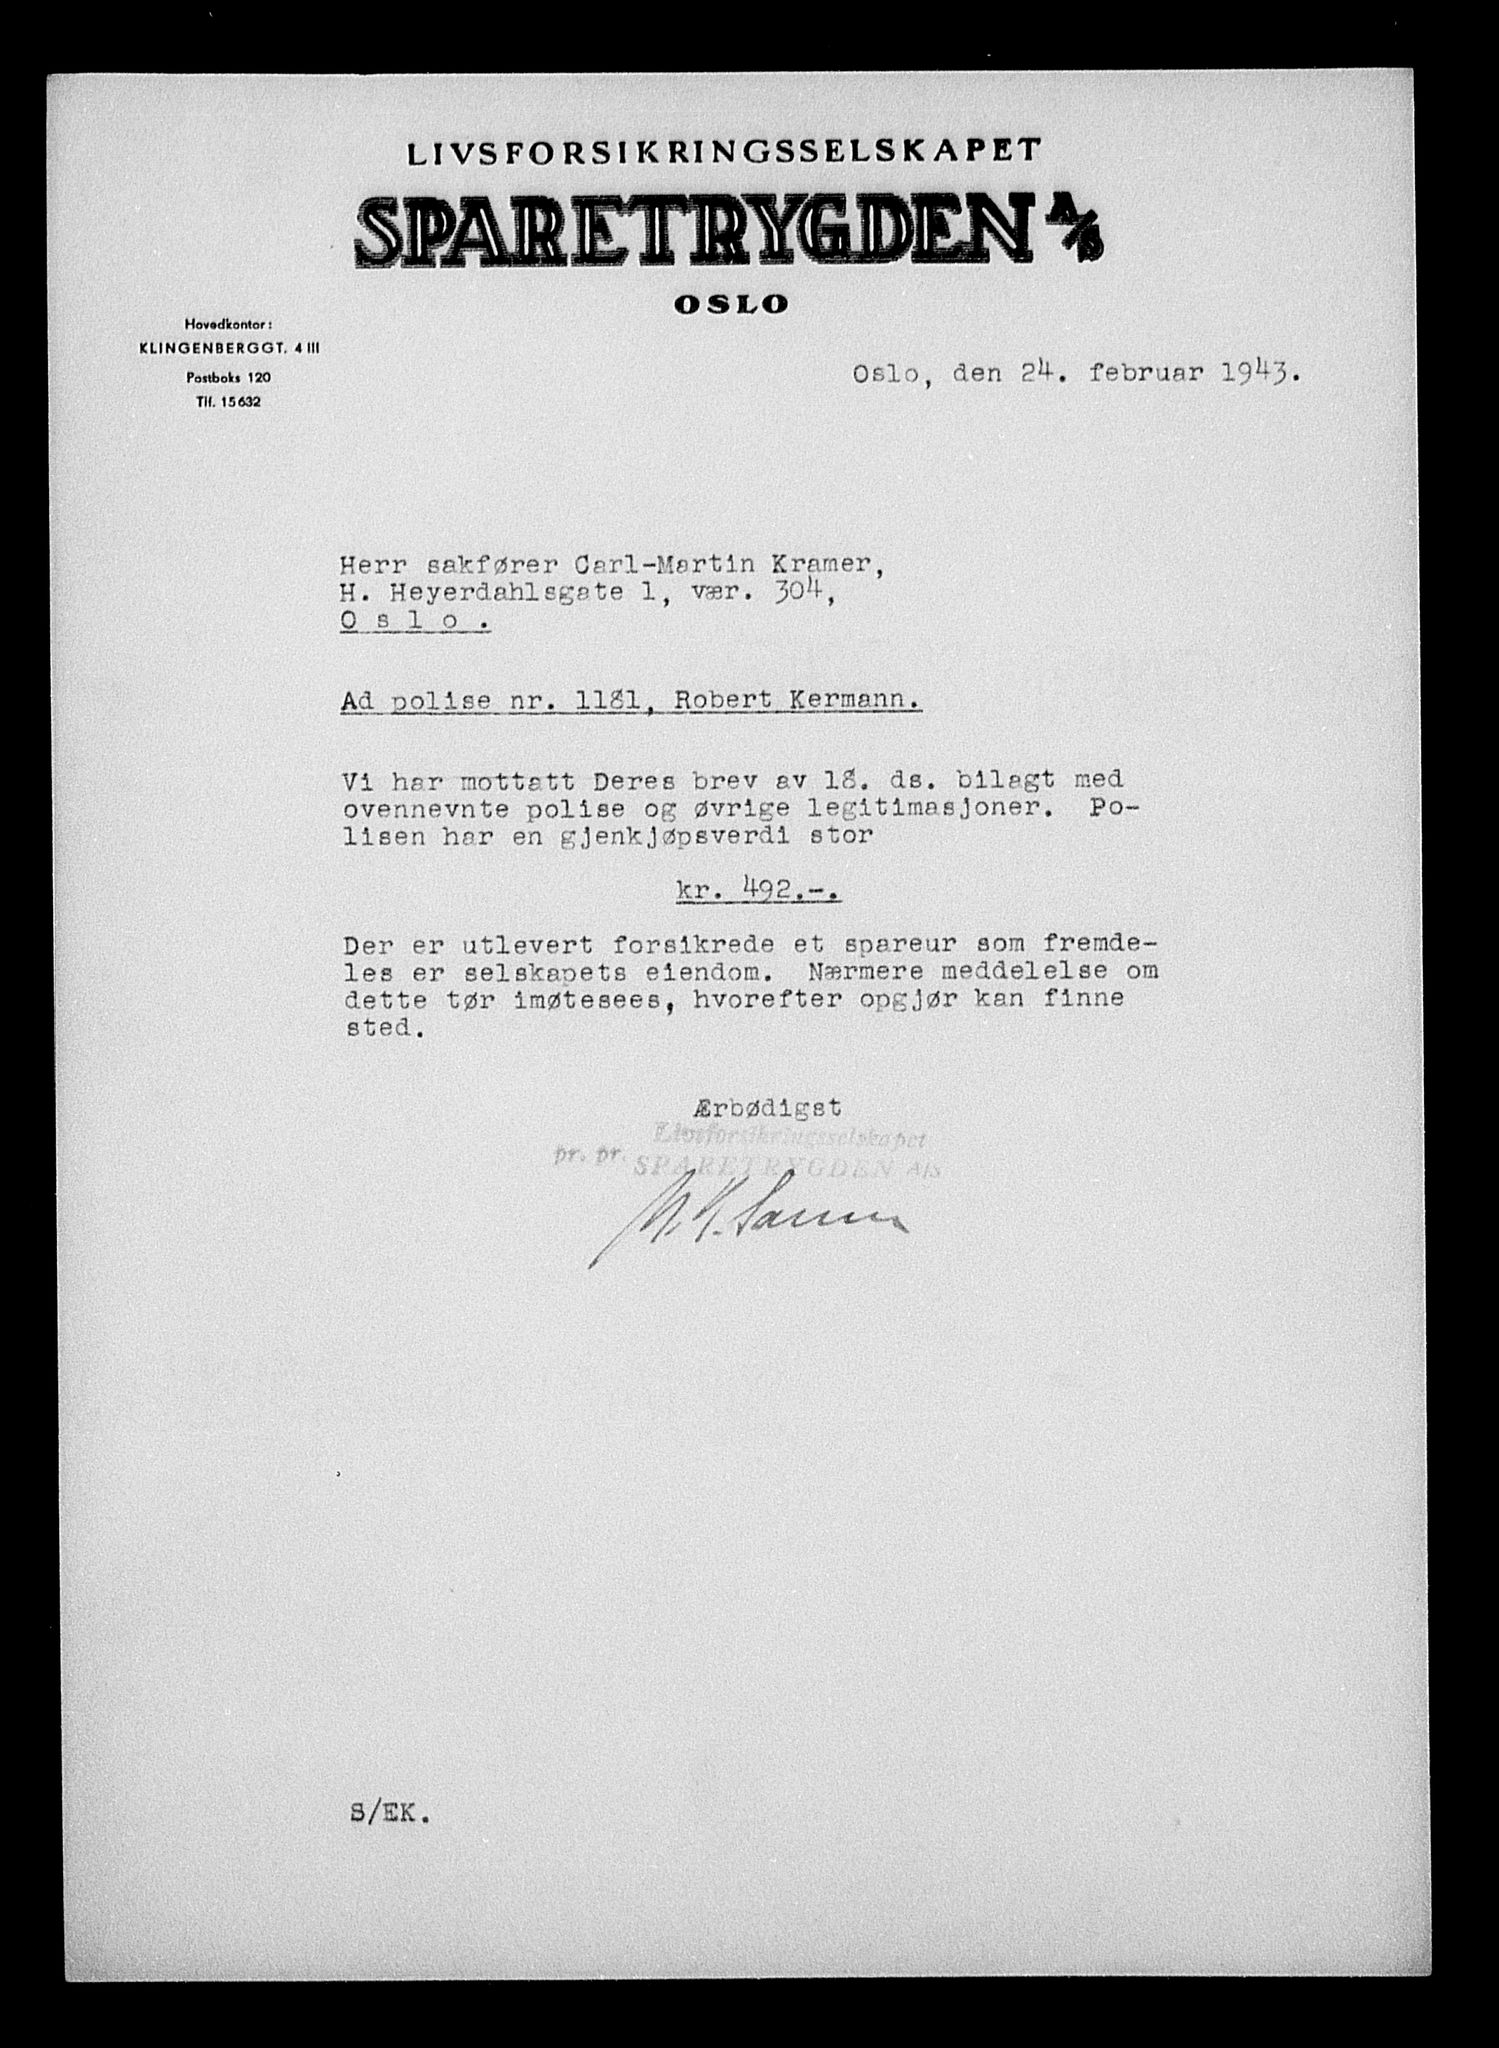 LIVSFORSIKRINGSSELSKAPET
SPARETRYGDEN A/S
OSLO
Hovedkontor:
KLINGENBERGGT. 4 III
Postboks 120
Tlf. 15632
Oslo, den 24. februar 1943.
Herr sakfører Carl-Martin Kramer,
H. Heyerdahlsgate 1, vær. 304,
O s l o .
Ad polise nr. 1181, Robert Kermann.
Vi har mottatt Deres brev av 18. ds. bilagt med
ovennevnte polise og øvrige legitimasjoner. Po-
lisen har en gjenkjøpsverdi stor
kr. 492.-.
Der er utlevert forsikrede et spareur som fremde-
les er selskapets eiendom. Nærmere meddelelse om
dette tør imøtesees, hvorefter opgjør kan finne
sted.
Ærbødigst
Livsforsikringsselskapet
pr. pr. SPARETRYGDEN A/S
S/EK.